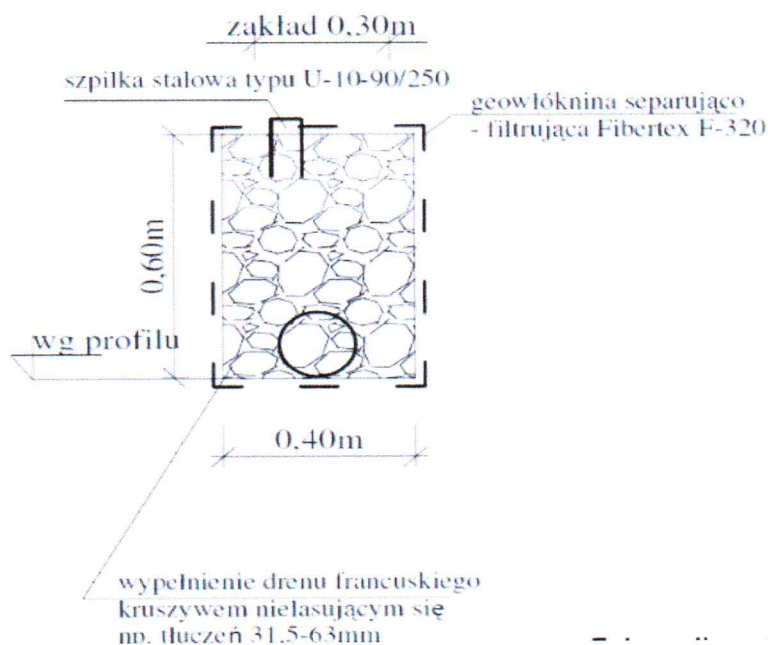 zakład 0,30m
szpilka stalowa typu U-10-90/250
geowłóknina separująco
- filtrująca Fibertex F-320
0,60m
wg profilu
0,40m
wypełnienie drenu francuskiego
kruszywem nielasującym się
np. tłuczeń 31,5-63mm